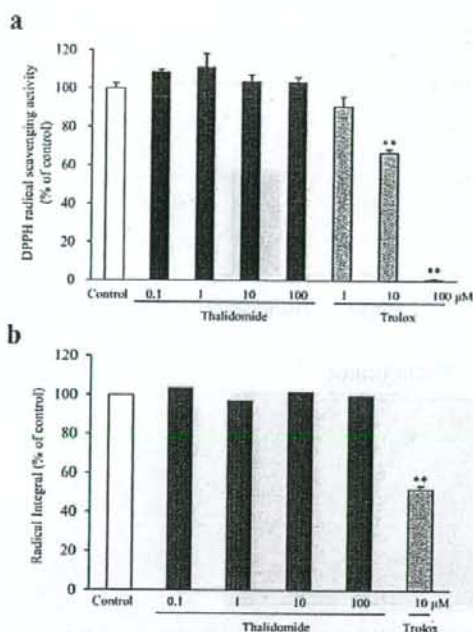 a
DPPH radical scavenging activity
(% of control)
120
100
80
60
40
20
0
**
**
Control 0.1 1 10 100 1 10 100 μM
Thalidomide Trolox
b
Radical Integral (% of control)
120
100
80
60
40
20
0
**
Control 0.1 1 10 100 10 μM
Thalidomide Trolox